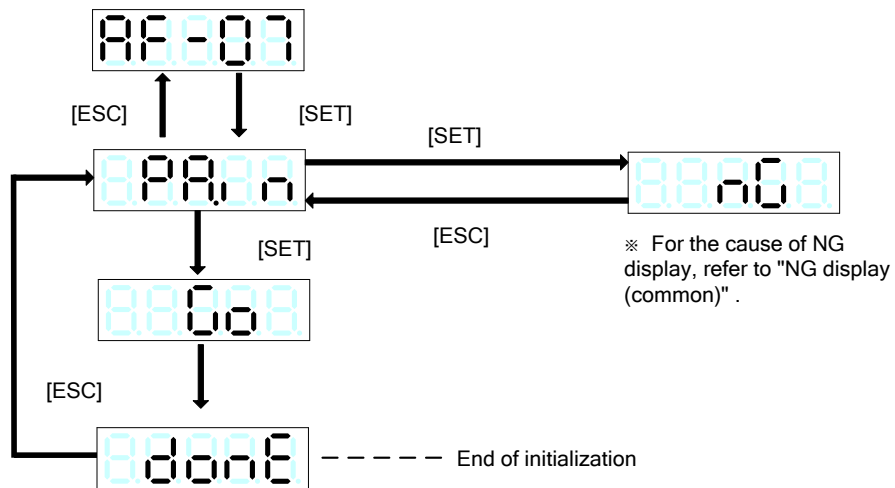 AF-07
[ESC]
[SET]
[SET]
PA.i n
nG
[ESC]
[SET]
※ For the cause of NG
display, refer to "NG display
(common)" .
Go
[ESC]
donE
End of initialization